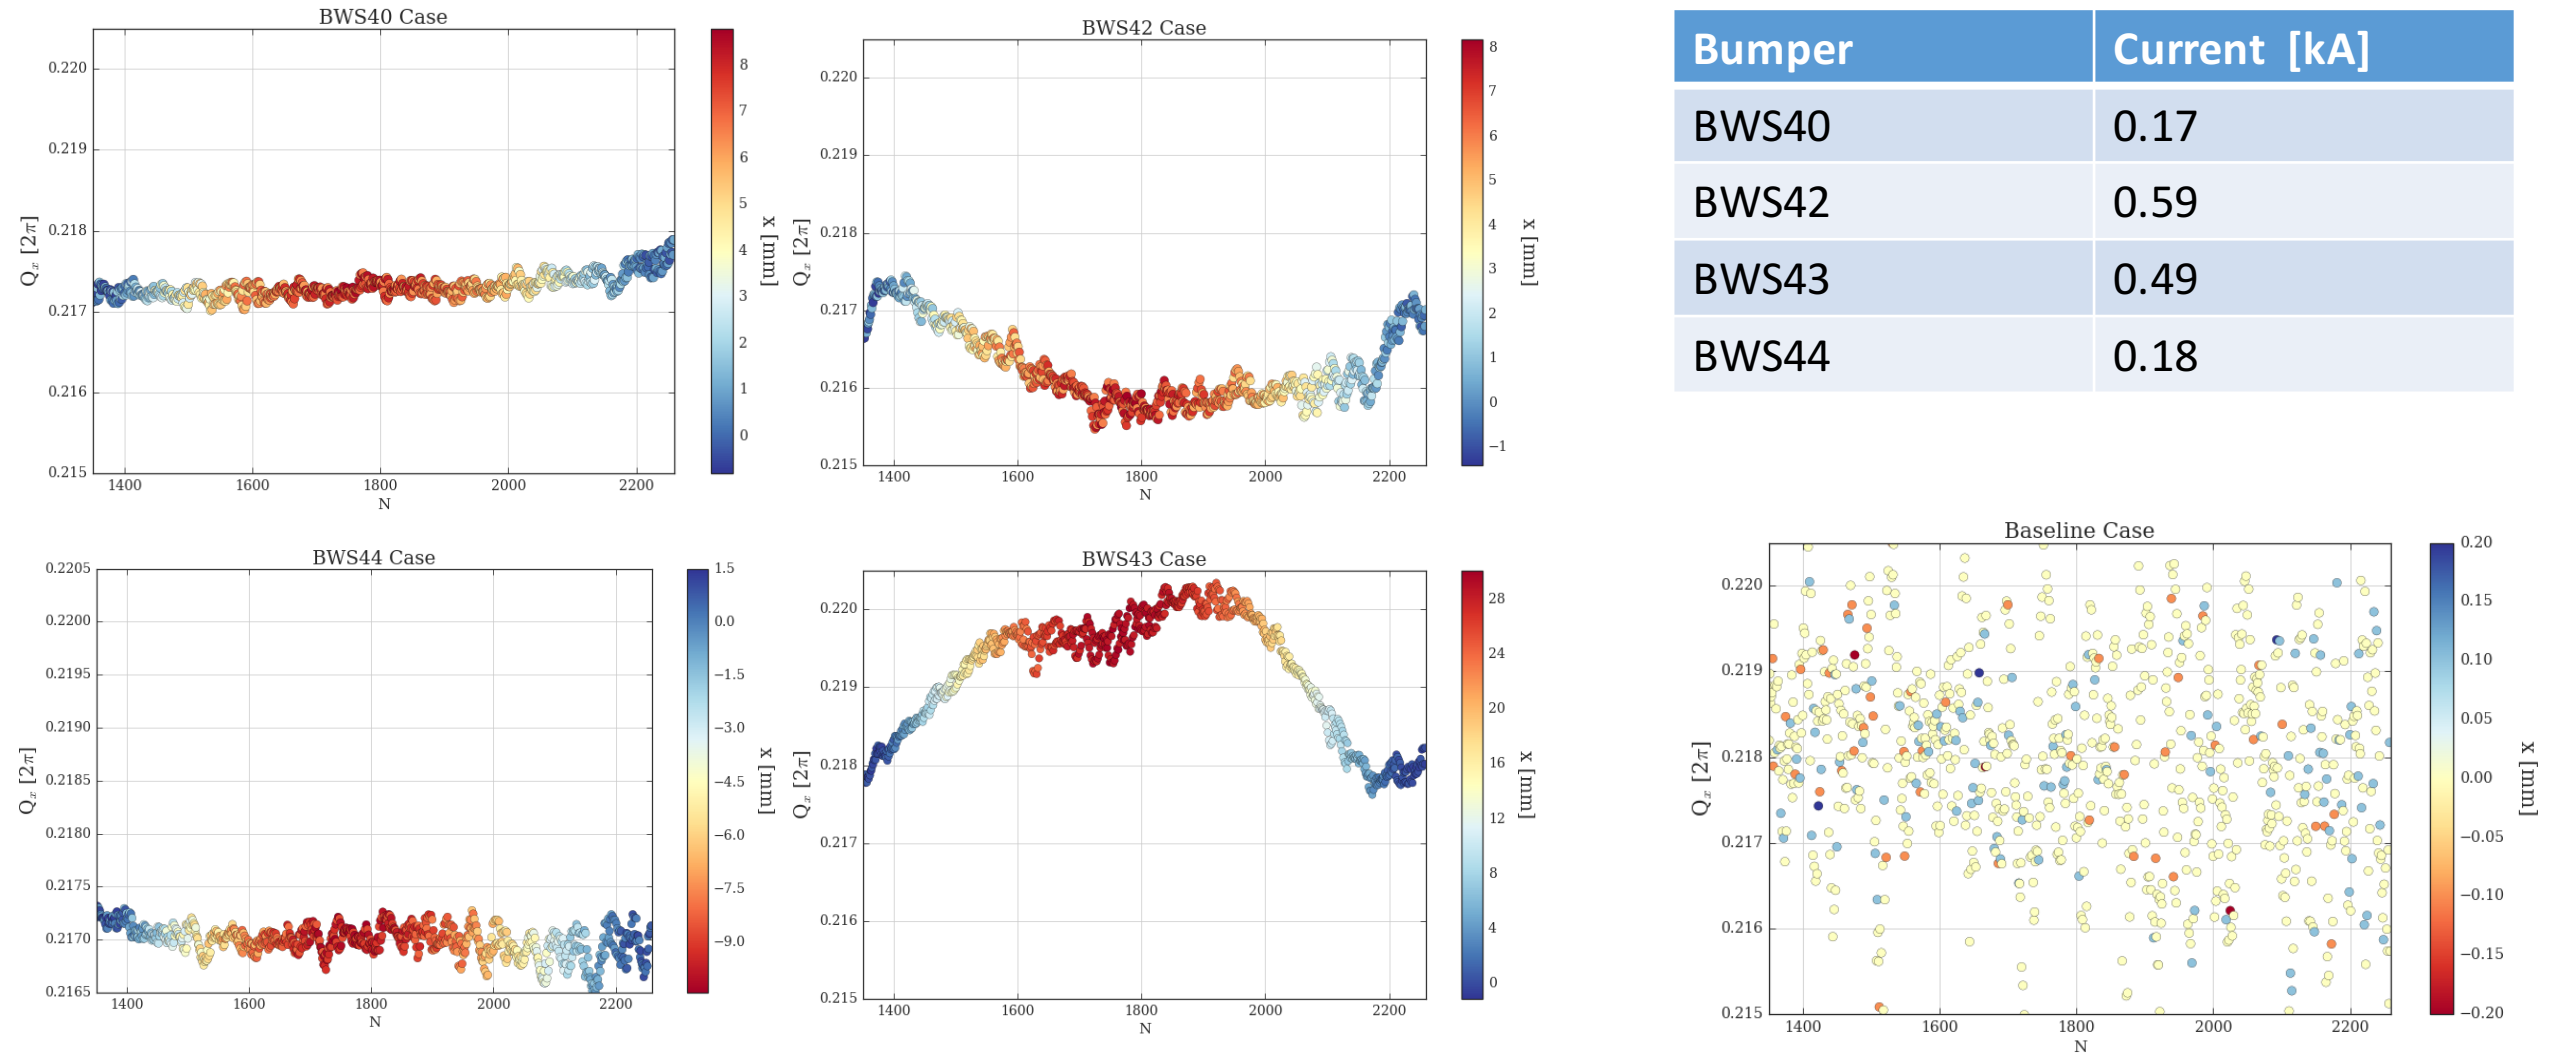 BWS40 Case
0.220
0.219
0.218
0.217
0.216
0.215
1400 1600 1800 2000 2200
N
Qx [2π]
8
7
6
5
4
3
2
1
0
x [mm]
BWS42 Case
0.220
0.219
0.218
0.217
0.216
0.215
1400 1600 1800 2000 2200
N
Qx [2π]
8
7
6
5
4
3
2
1
0
−1
x [mm]
Bumper Current [kA]
BWS40 0.17
BWS42 0.59
BWS43 0.49
BWS44 0.18
BWS44 Case
0.2205
0.2200
0.2195
0.2190
0.2185
0.2180
0.2175
0.2170
0.2165
1400 1600 1800 2000 2200
N
Qx [2π]
1.5
0.0
−1.5
−3.0
−4.5
−6.0
−7.5
−9.0
x [mm]
BWS43 Case
0.220
0.219
0.218
0.217
0.216
0.215
1400 1600 1800 2000 2200
N
Qx [2π]
28
24
20
16
12
8
4
0
x [mm]
Baseline Case
0.220
0.219
0.218
0.217
0.216
0.215
1400 1600 1800 2000 2200
N
Qx [2π]
0.20
0.15
0.10
0.05
0.00
−0.05
−0.10
−0.15
−0.20
x [mm]